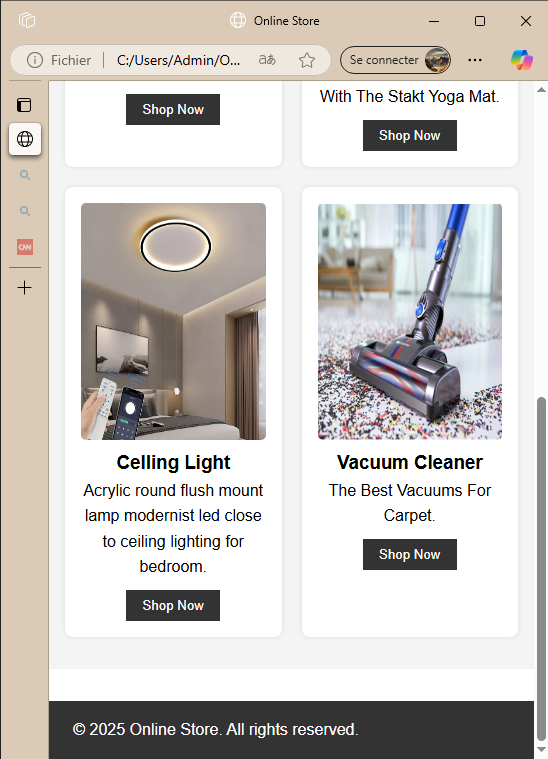 Online Store
Fichier
C:/Users/Admin/O...
aあ
Se connecter
CNN
With The Stakt Yoga Mat.
Shop Now
Shop Now
Celling Light
Acrylic round flush mount
lamp modernist led close
to ceiling lighting for
bedroom.
Shop Now
Vacuum Cleaner
The Best Vacuums For
Carpet.
Shop Now
© 2025 Online Store. All rights reserved.